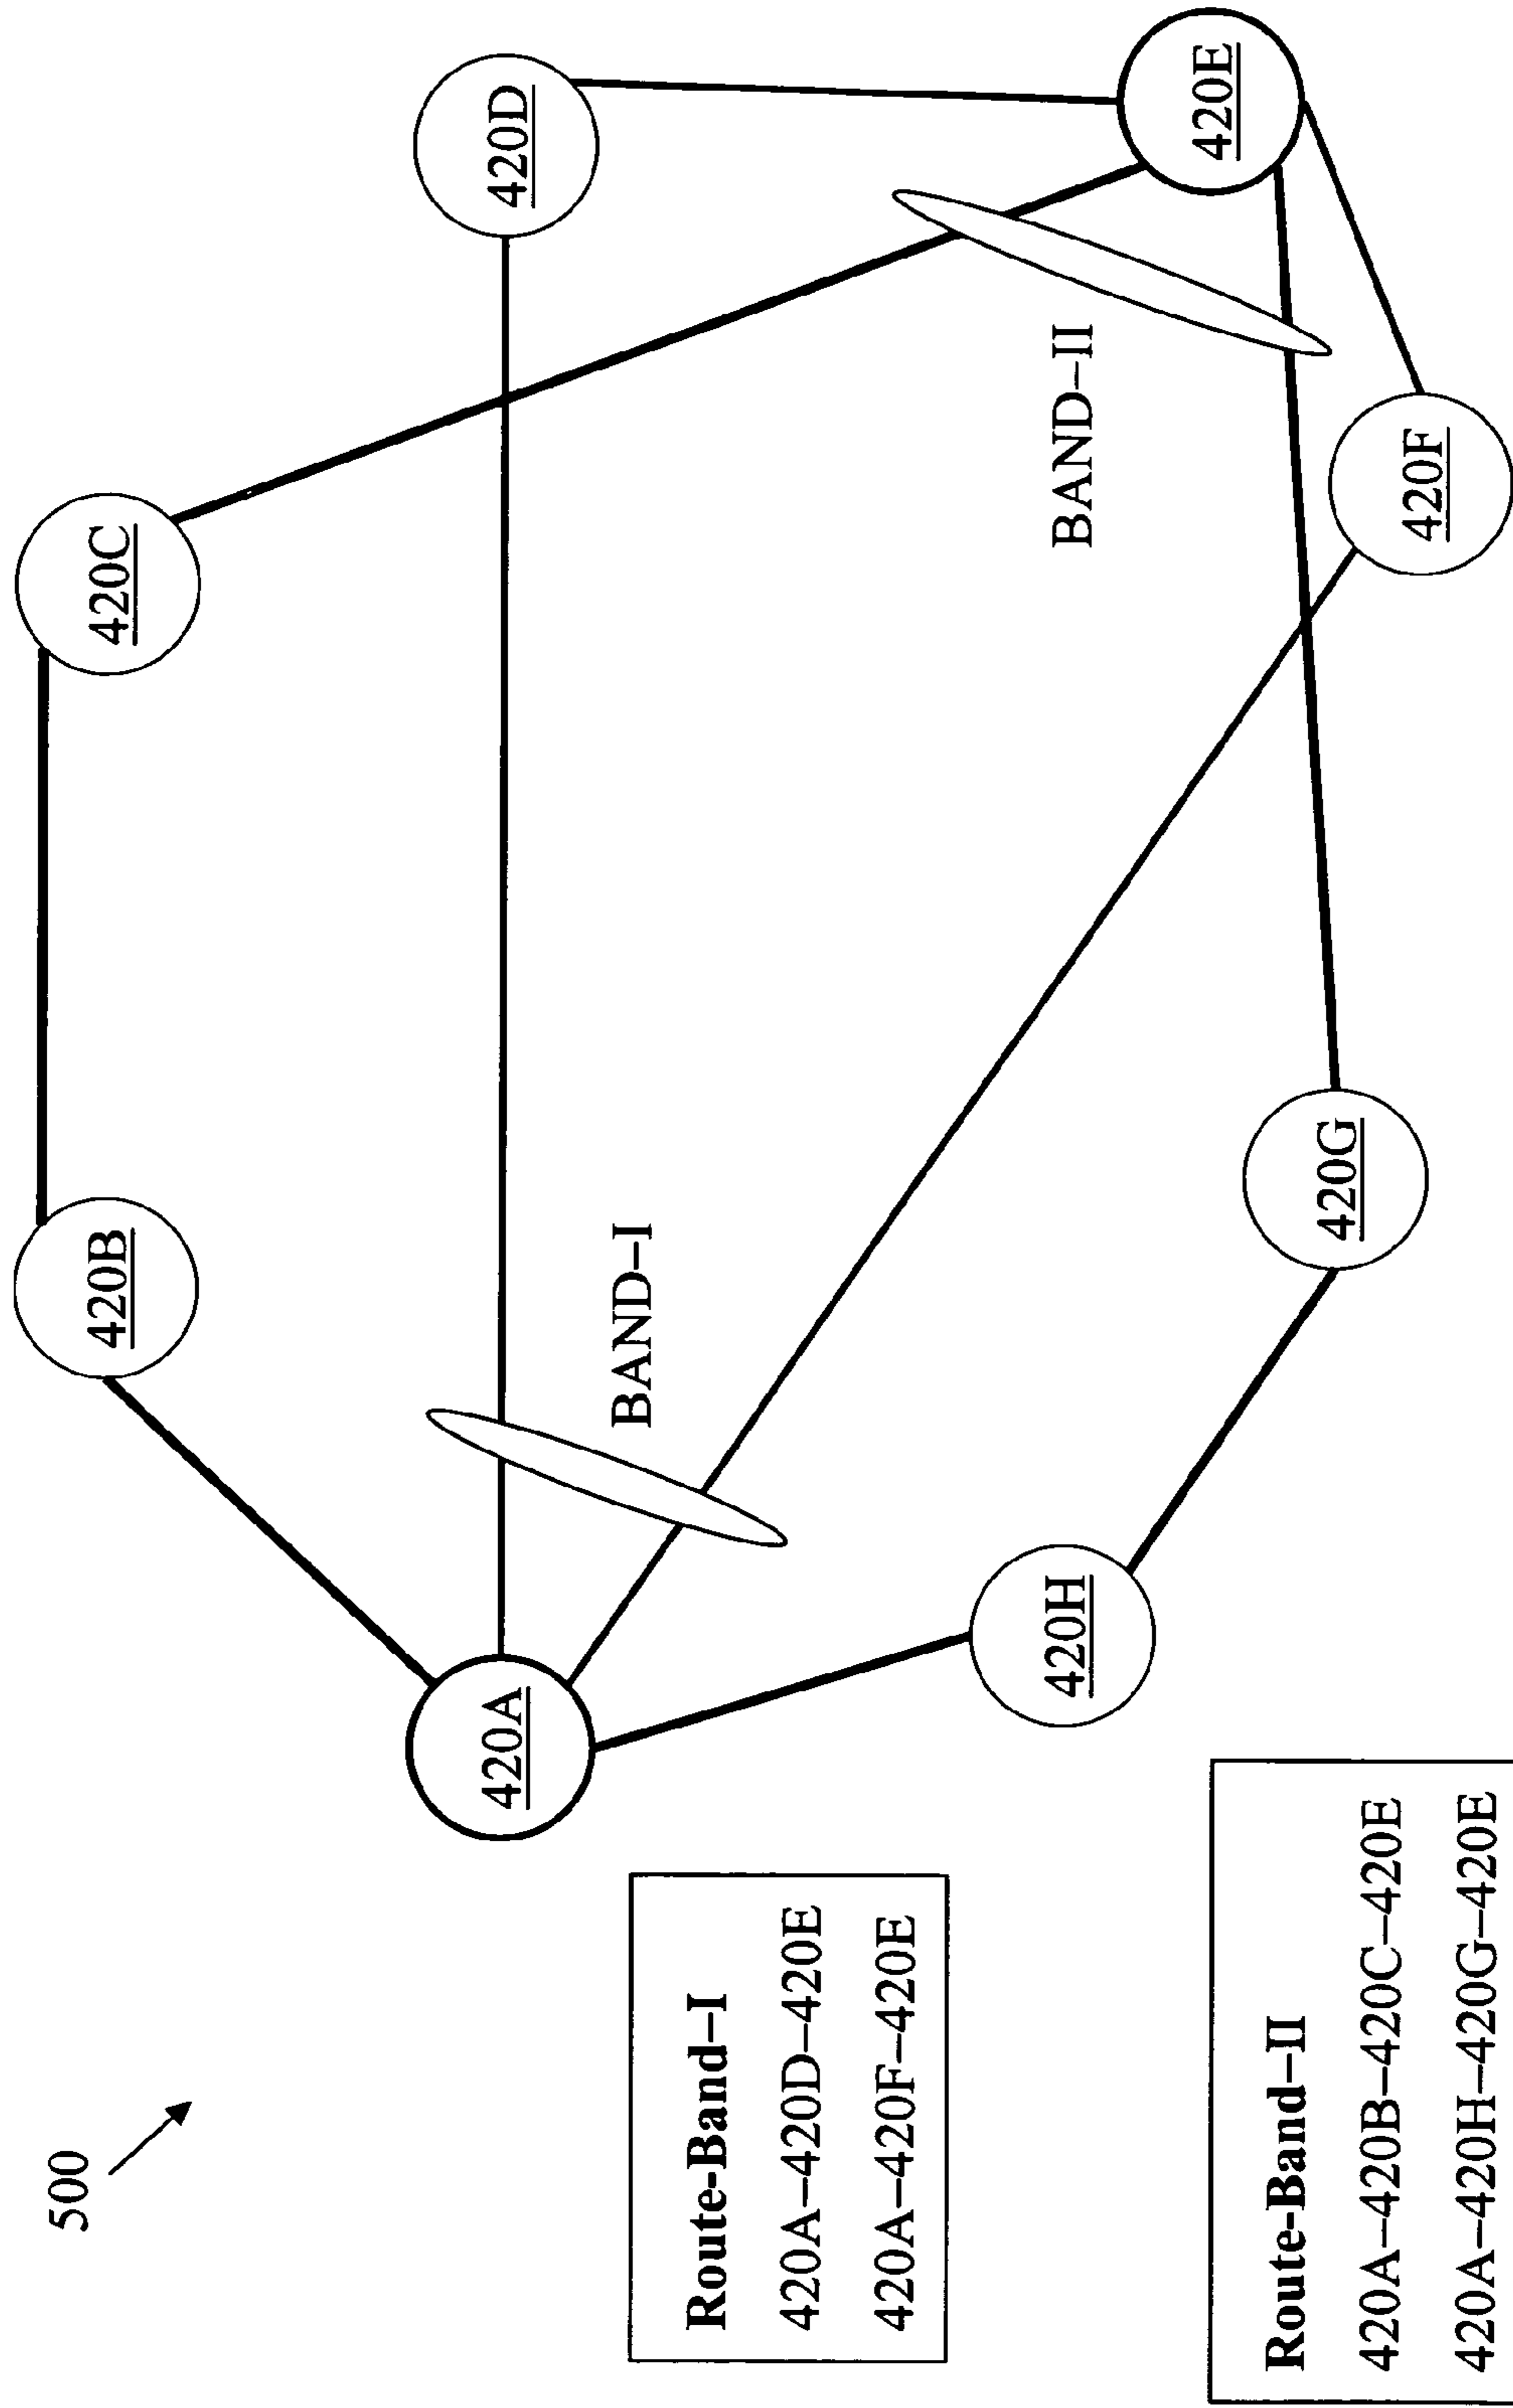 500
420A
420B
420C
420D
420E
420F
420G
420H
BAND–I
BAND–II
Route-Band–I
420A–420D–420E
420A–420F–420E
Route-Band–II
420A–420B–420C–420E
420A–420H–420G–420E